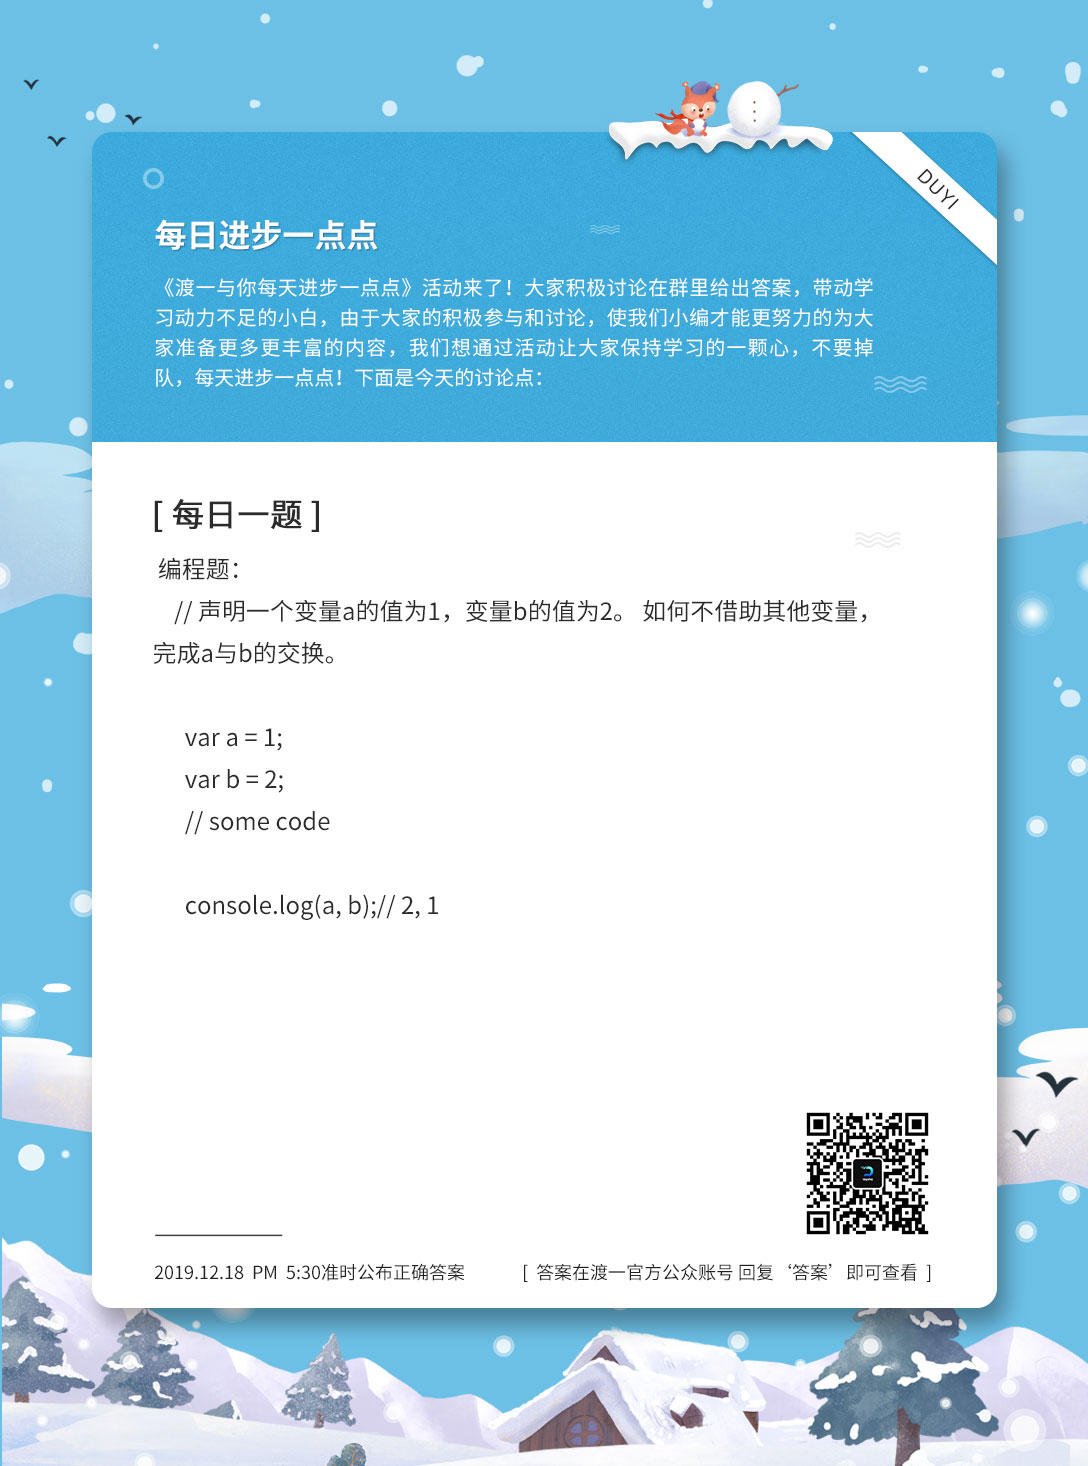 DUYI
每日进步一点点
《渡一与你每天进步一点点》活动来了！大家积极讨论在群里给出答案，带动学
习动力不足的小白，由于大家的积极参与和讨论，使我们小编才能更努力的为大
家准备更多更丰富的内容，我们想通过活动让大家保持学习的一颗心，不要掉
队，每天进步一点点！下面是今天的讨论点：
[ 每日一题 ]
编程题：
// 声明一个变量a的值为1，变量b的值为2。 如何不借助其他变量，
完成a与b的交换。
var a = 1;
var b = 2;
// some code
console.log(a, b);// 2, 1
2019.12.18 PM 5:30准时公布正确答案
[ 答案在渡一官方公众账号 回复‘答案’即可查看 ]